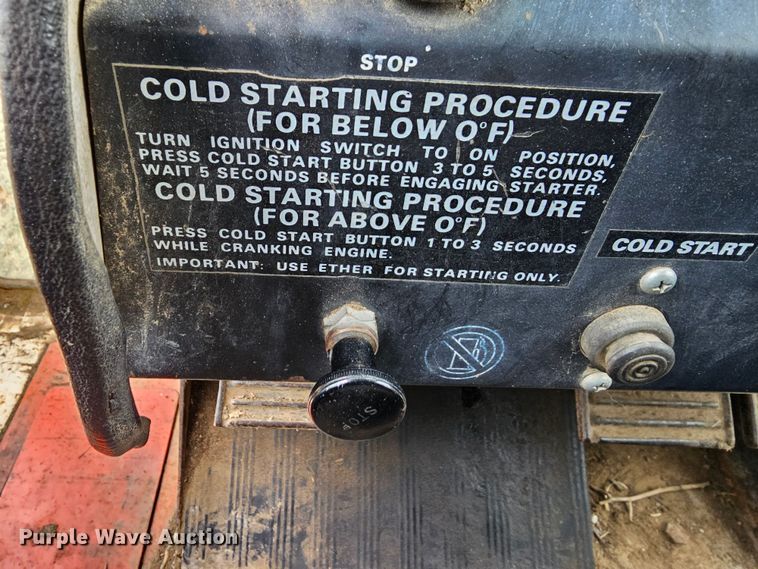 STOP
COLD STARTING PROCEDURE
(FOR BELOW 0°F)
TURN IGNITION SWITCH TO ON POSITION,
PRESS COLD START BUTTON 3 TO 5 SECONDS,
WAIT 5 SECONDS BEFORE ENGAGING STARTER.
COLD STARTING PROCEDURE
(FOR ABOVE 0°F)
PRESS COLD START BUTTON 1 TO 3 SECONDS
WHILE CRANKING ENGINE.
IMPORTANT: USE ETHER FOR STARTING ONLY.
COLD START
STOP
Purple Wave Auction